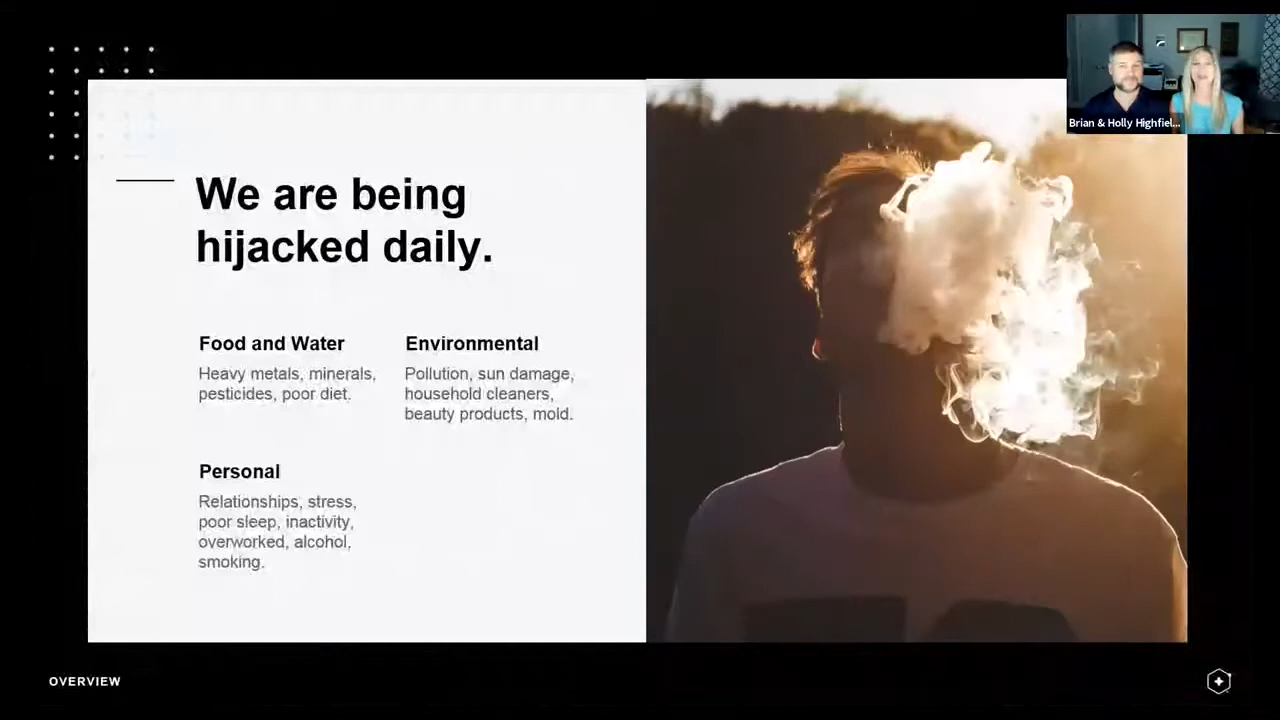 Brian & Holly Highfiel...
We are being
hijacked daily.
Food and Water
Heavy metals, minerals,
pesticides, poor diet.
Environmental
Pollution, sun damage,
household cleaners,
beauty products, mold.
Personal
Relationships, stress,
poor sleep, inactivity,
overworked, alcohol,
smoking.
OVERVIEW